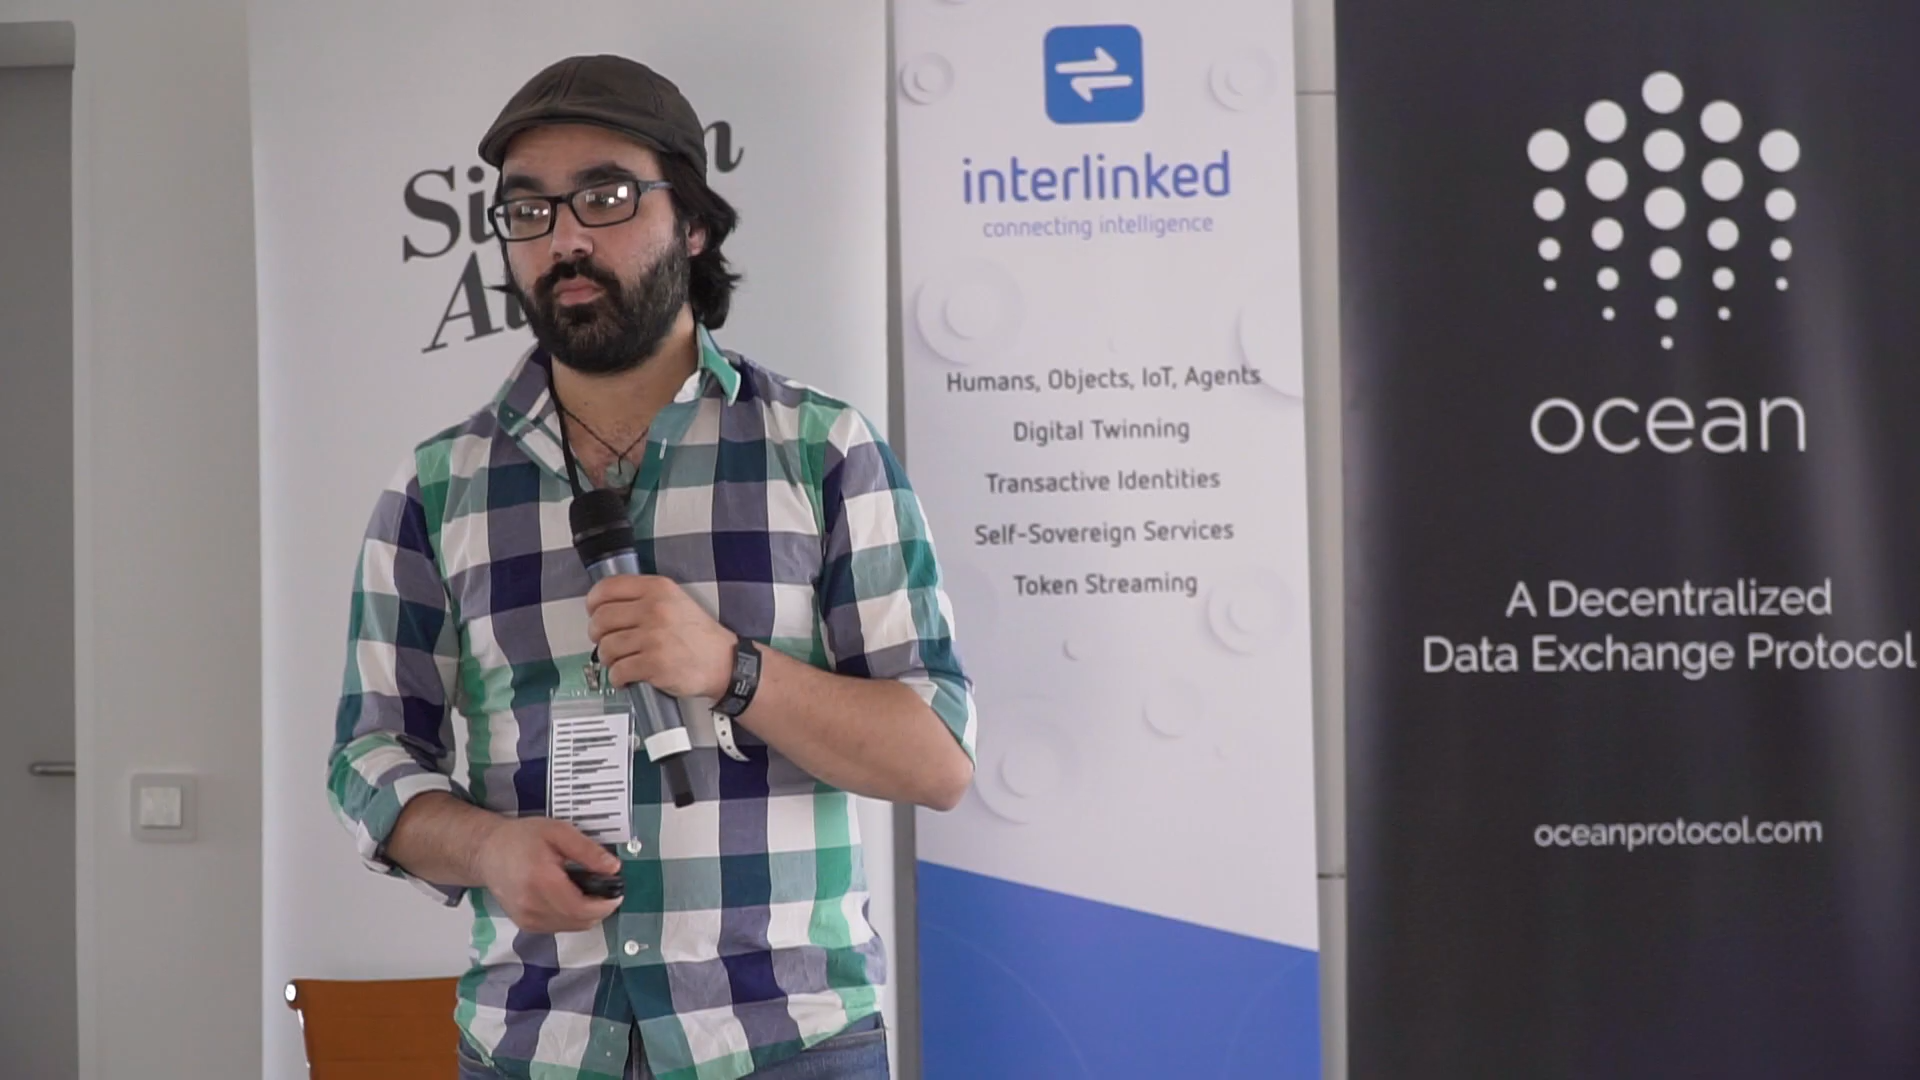 interlinked
connecting intelligence
Humans, Objects, IoT, Agents
Digital Twinning
Transactive Identities
Self-Sovereign Services
Token Streaming
ocean
A Decentralized
Data Exchange Protocol
oceanprotocol.com